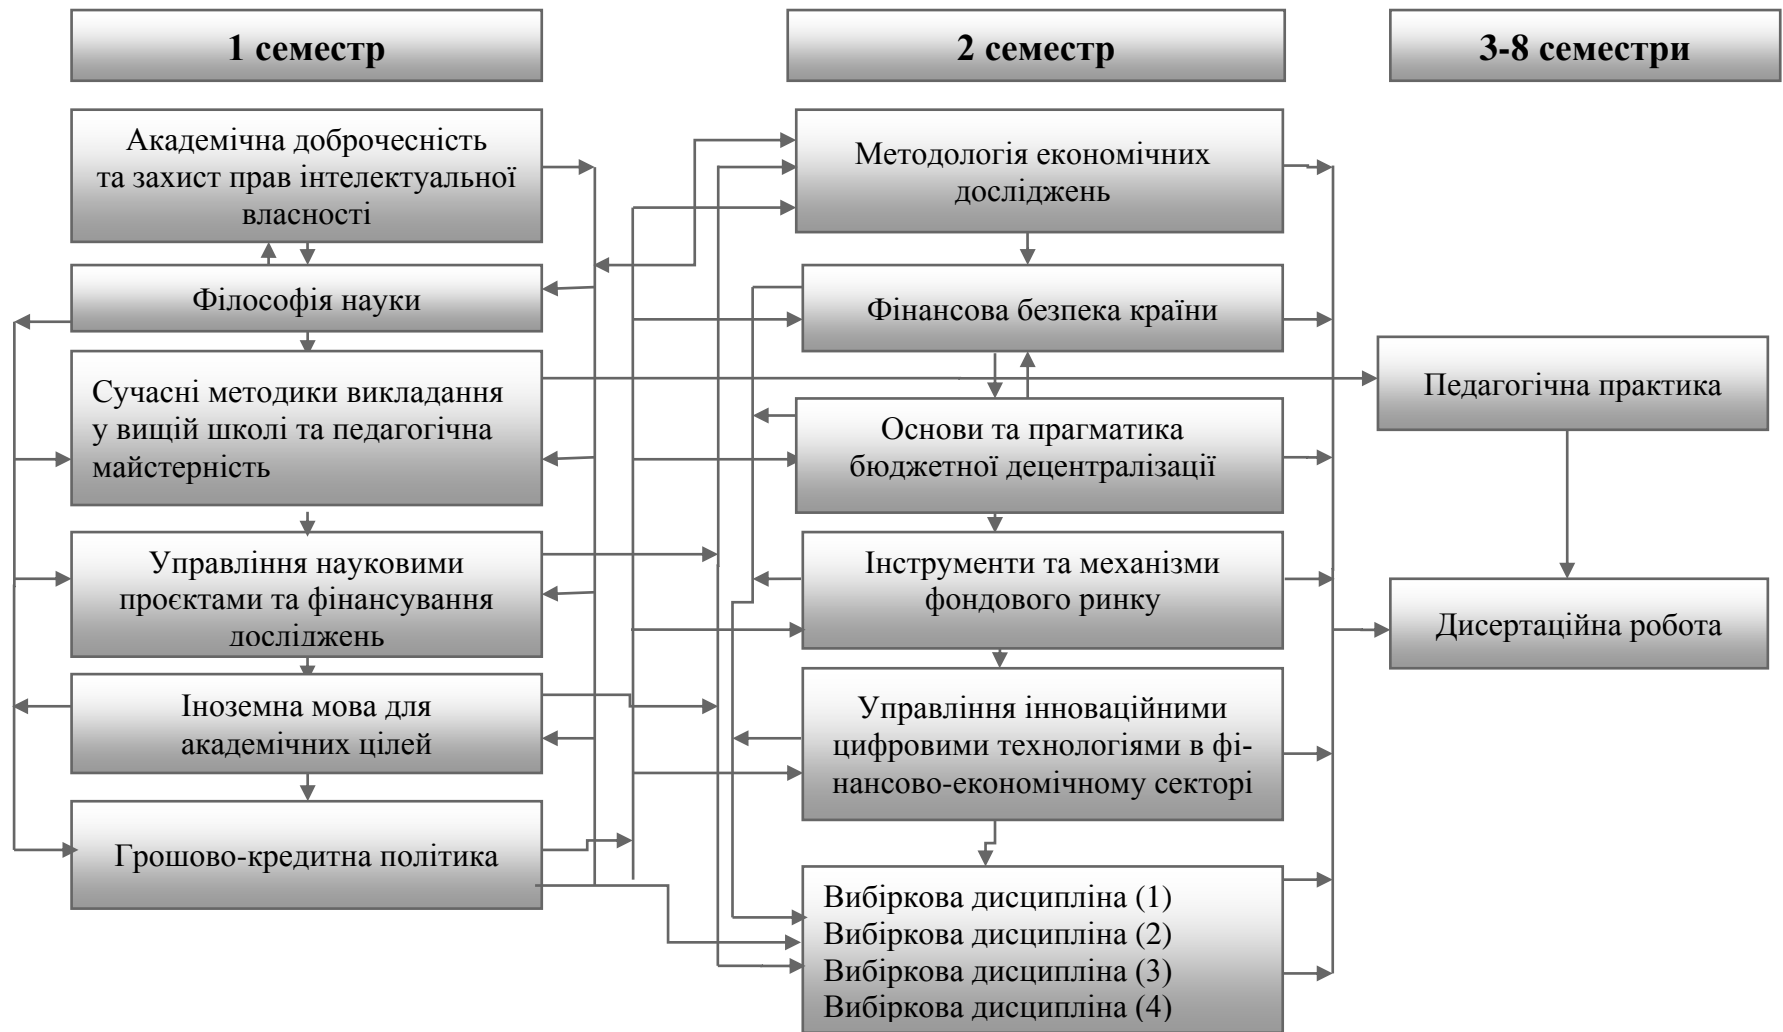 1 семестр
2 семестр
3-8 семестри
Академічна доброчесність
та захист прав інтелектуальної
власності
Філософія науки
Сучасні методики викладання
у вищій школі та педагогічна
майстерність
Управління науковими
проєктами та фінансування
досліджень
Іноземна мова для
академічних цілей
Грошово-кредитна політика
Методологія економічних
досліджень
Фінансова безпека країни
Основи та прагматика
бюджетної децентралізації
Інструменти та механізми
фондового ринку
Управління інноваційними
цифровими технологіями в фі-
нансово-економічному секторі
Вибіркова дисципліна (1)
Вибіркова дисципліна (2)
Вибіркова дисципліна (3)
Вибіркова дисципліна (4)
Педагогічна практика
Дисертаційна робота